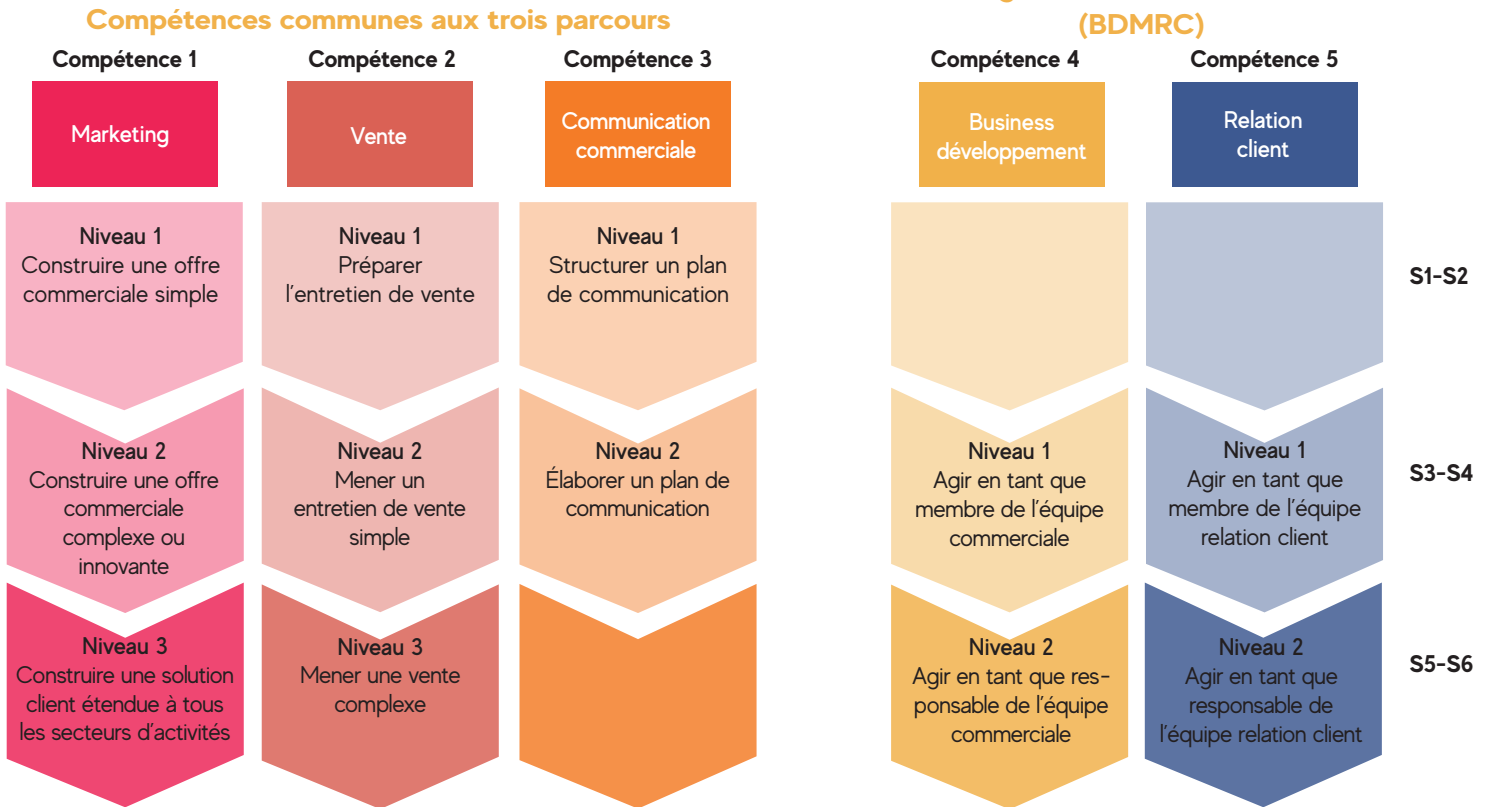 Compétences communes aux trois parcours
(BDMRC)
Compétence 1
Compétence 2
Compétence 3
Compétence 4
Compétence 5
Marketing
Vente
Communication
commerciale
Business
développement
Relation
client
Niveau 1
Construire une offre
commerciale simple
Niveau 1
Préparer
l'entretien de vente
Niveau 1
Structurer un plan
de communication
S1-S2
Niveau 2
Construire une offre
commerciale
complexe ou
innovante
Niveau 2
Mener un
entretien de vente
simple
Niveau 2
Élaborer un plan de
communication
Niveau 1
Agir en tant que
membre de l'équipe
commerciale
Niveau 1
Agir en tant que
membre de l'équipe
relation client
S3-S4
Niveau 3
Construire une solution
client étendue à tous
les secteurs d'activités
Niveau 3
Mener une vente
complexe
Niveau 2
Agir en tant que res-
ponsable de l'équipe
commerciale
Niveau 2
Agir en tant que
responsable de
l'équipe relation client
S5-S6